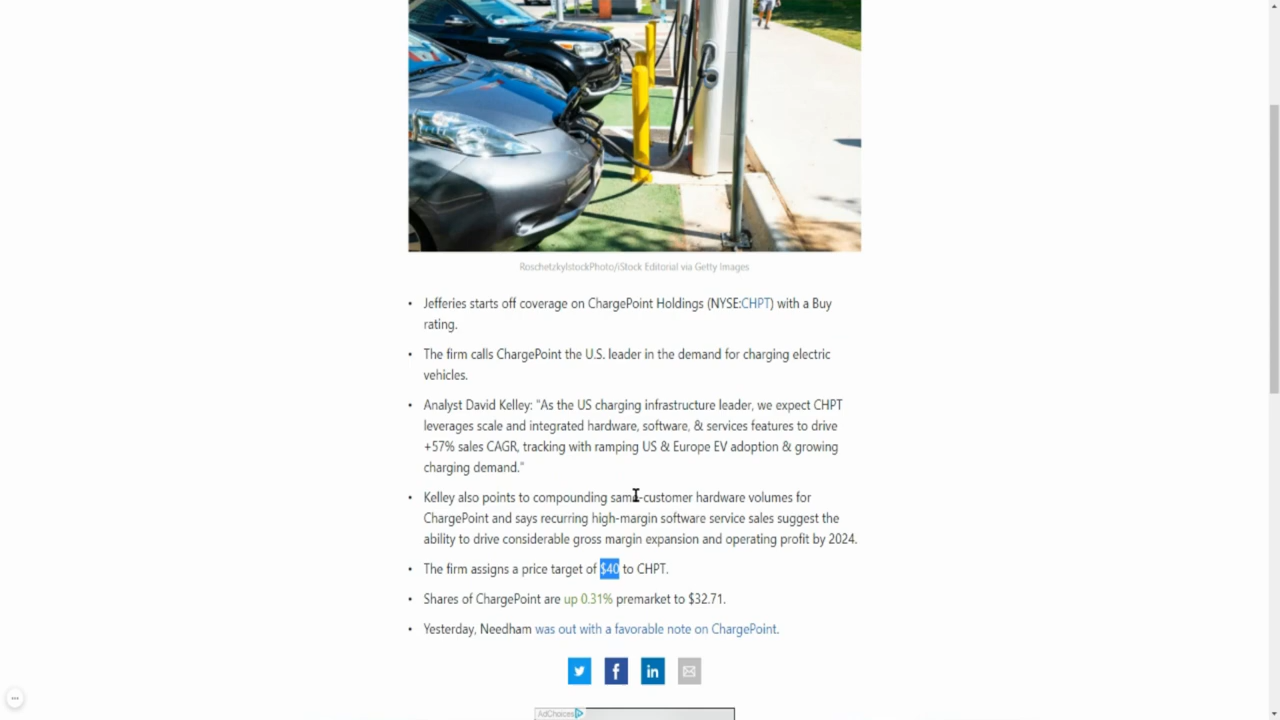 RoschetzkyIstockPhoto/iStock Editorial via Getty Images
• Jefferies starts off coverage on ChargePoint Holdings (NYSE:CHPT) with a Buy
rating.
• The firm calls ChargePoint the U.S. leader in the demand for charging electric
vehicles.
• Analyst David Kelley: "As the US charging infrastructure leader, we expect CHPT
leverages scale and integrated hardware, software, & services features to drive
+57% sales CAGR, tracking with ramping US & Europe EV adoption & growing
charging demand."
• Kelley also points to compounding same-customer hardware volumes for
ChargePoint and says recurring high-margin software service sales suggest the
ability to drive considerable gross margin expansion and operating profit by 2024.
• The firm assigns a price target of $40 to CHPT.
• Shares of ChargePoint are up 0.31% premarket to $32.71.
• Yesterday, Needham was out with a favorable note on ChargePoint.
AdChoices